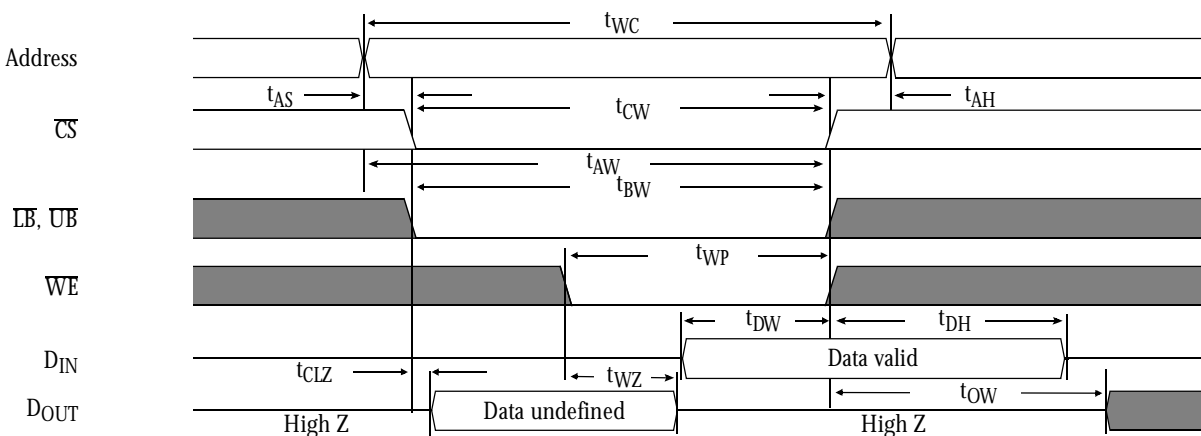 tWC
Address
tAS
tCW
tAH
CS
tAW
tBW
LB, UB
tWP
WE
tDW
tDH
DIN
Data valid
tCLZ
tWZ
tOW
DOUT
Data undefined
High Z
High Z